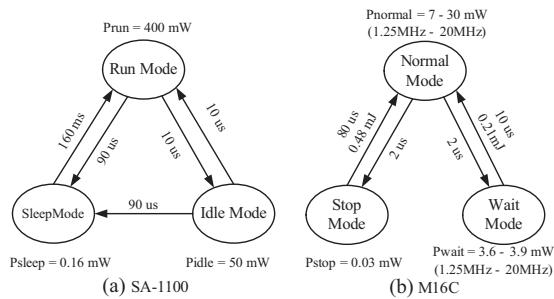 Prun = 400 mW
Run Mode
160 ms
90 us
10 us
10 us
SleepMode
90 us
Idle Mode
Psleep = 0.16 mW
Pidle = 50 mW
(a) SA-1100
Pnormal = 7 - 30 mW
(1.25MHz - 20MHz)
Normal
Mode
80 us
0.48 mJ
2 us
2 us
10 us
0.21mJ
Stop
Mode
Wait
Mode
Pstop = 0.03 mW
Pwait = 3.6 - 3.9 mW
(1.25MHz - 20MHz)
(b) M16C